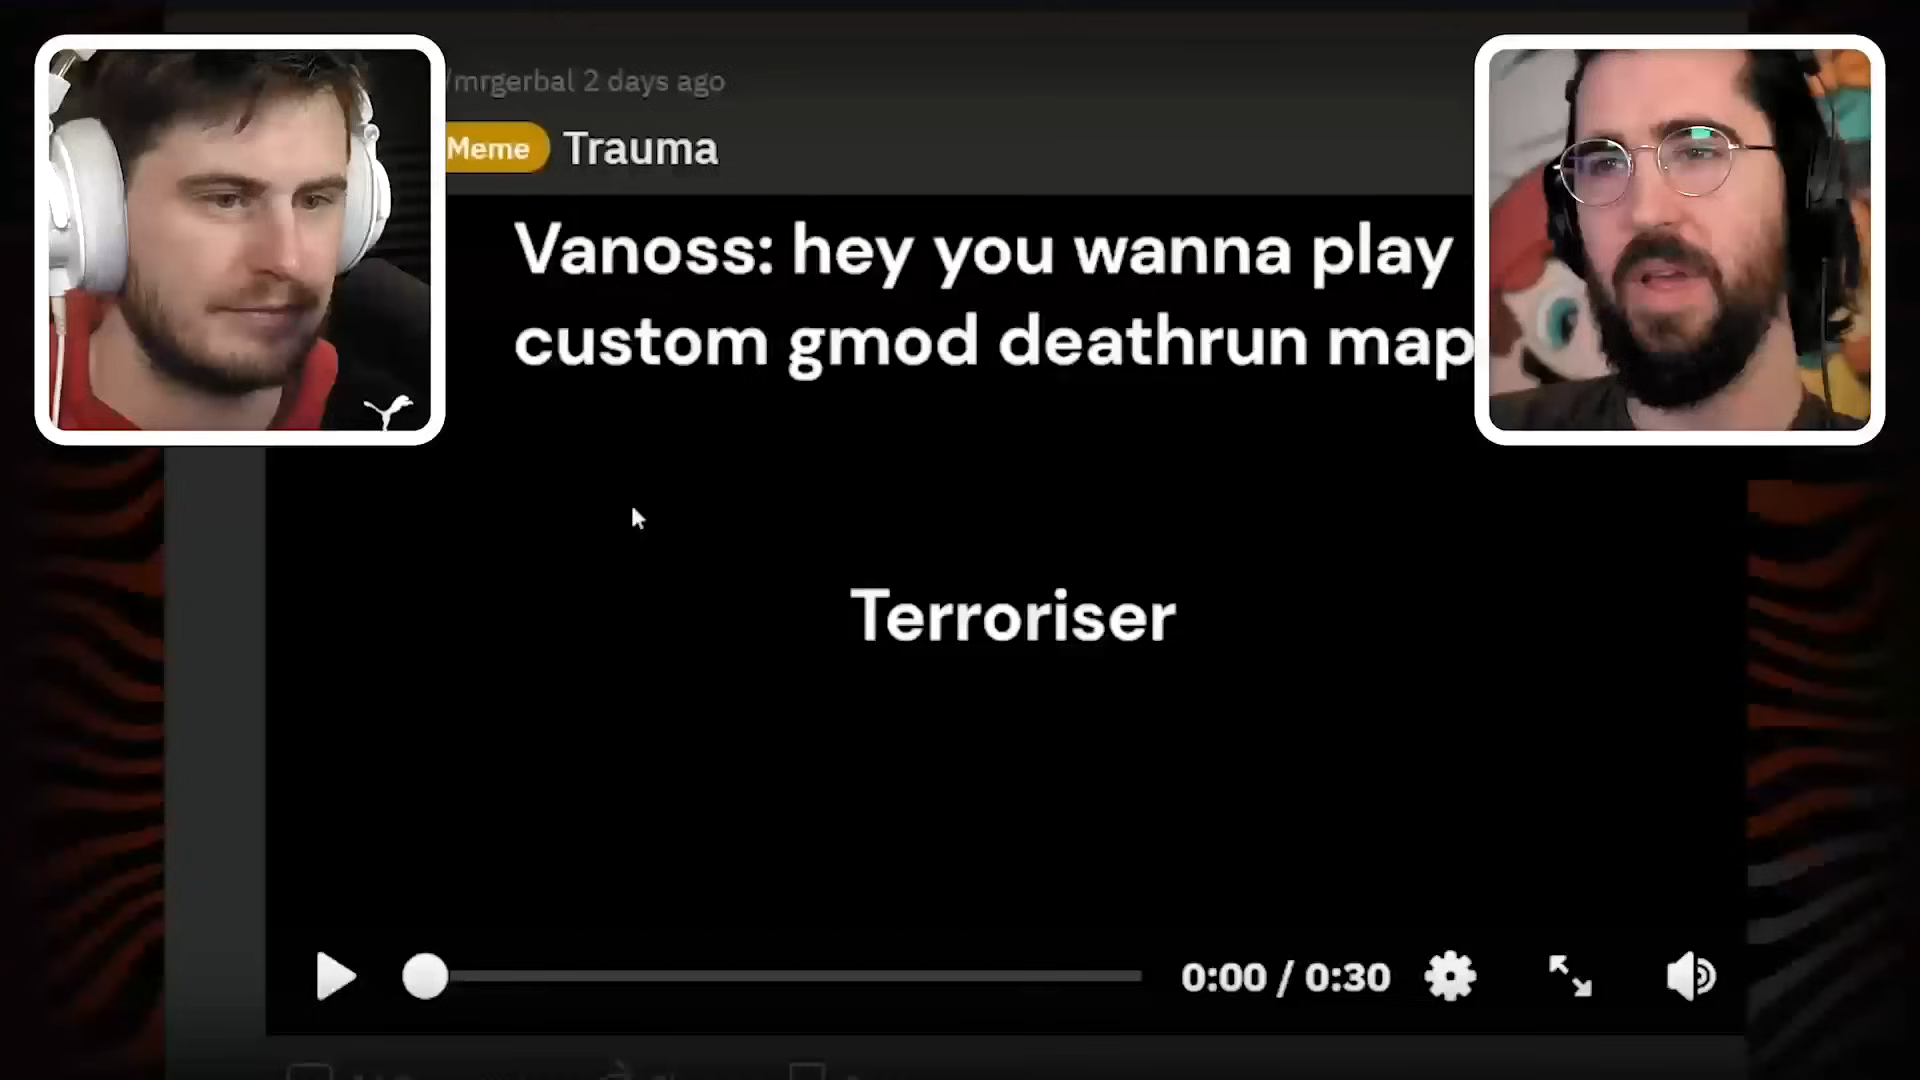 /mrgerbal 2 days ago
Meme Trauma
Vanoss: hey you wanna play
custom gmod deathrun map
Terroriser
0:00 / 0:30